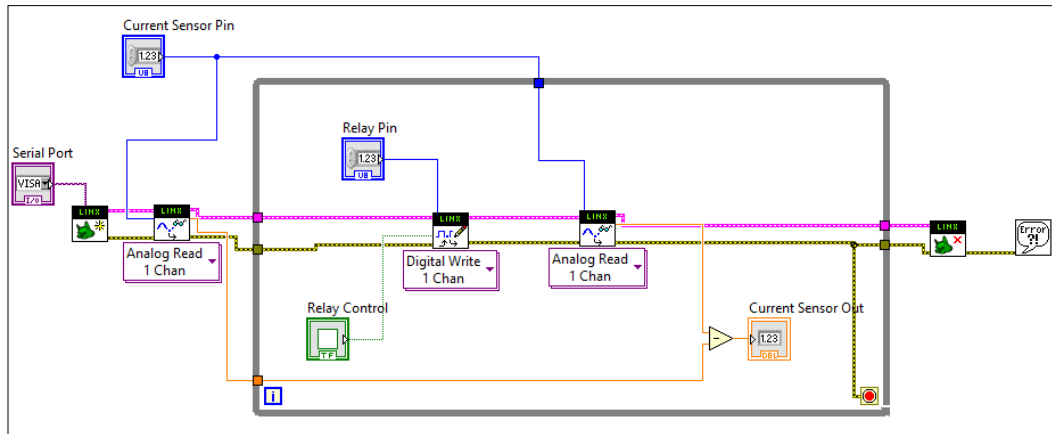 Current Sensor Pin
1.23
U8
Relay Pin
1.23
U8
Serial Port
VISA
I/O
LINX
LINX
LINX
LINX
LINX
Error
?!
Analog Read
1 Chan
Digital Write
1 Chan
Analog Read
1 Chan
Relay Control
TF
Current Sensor Out
1.23
DBL
i